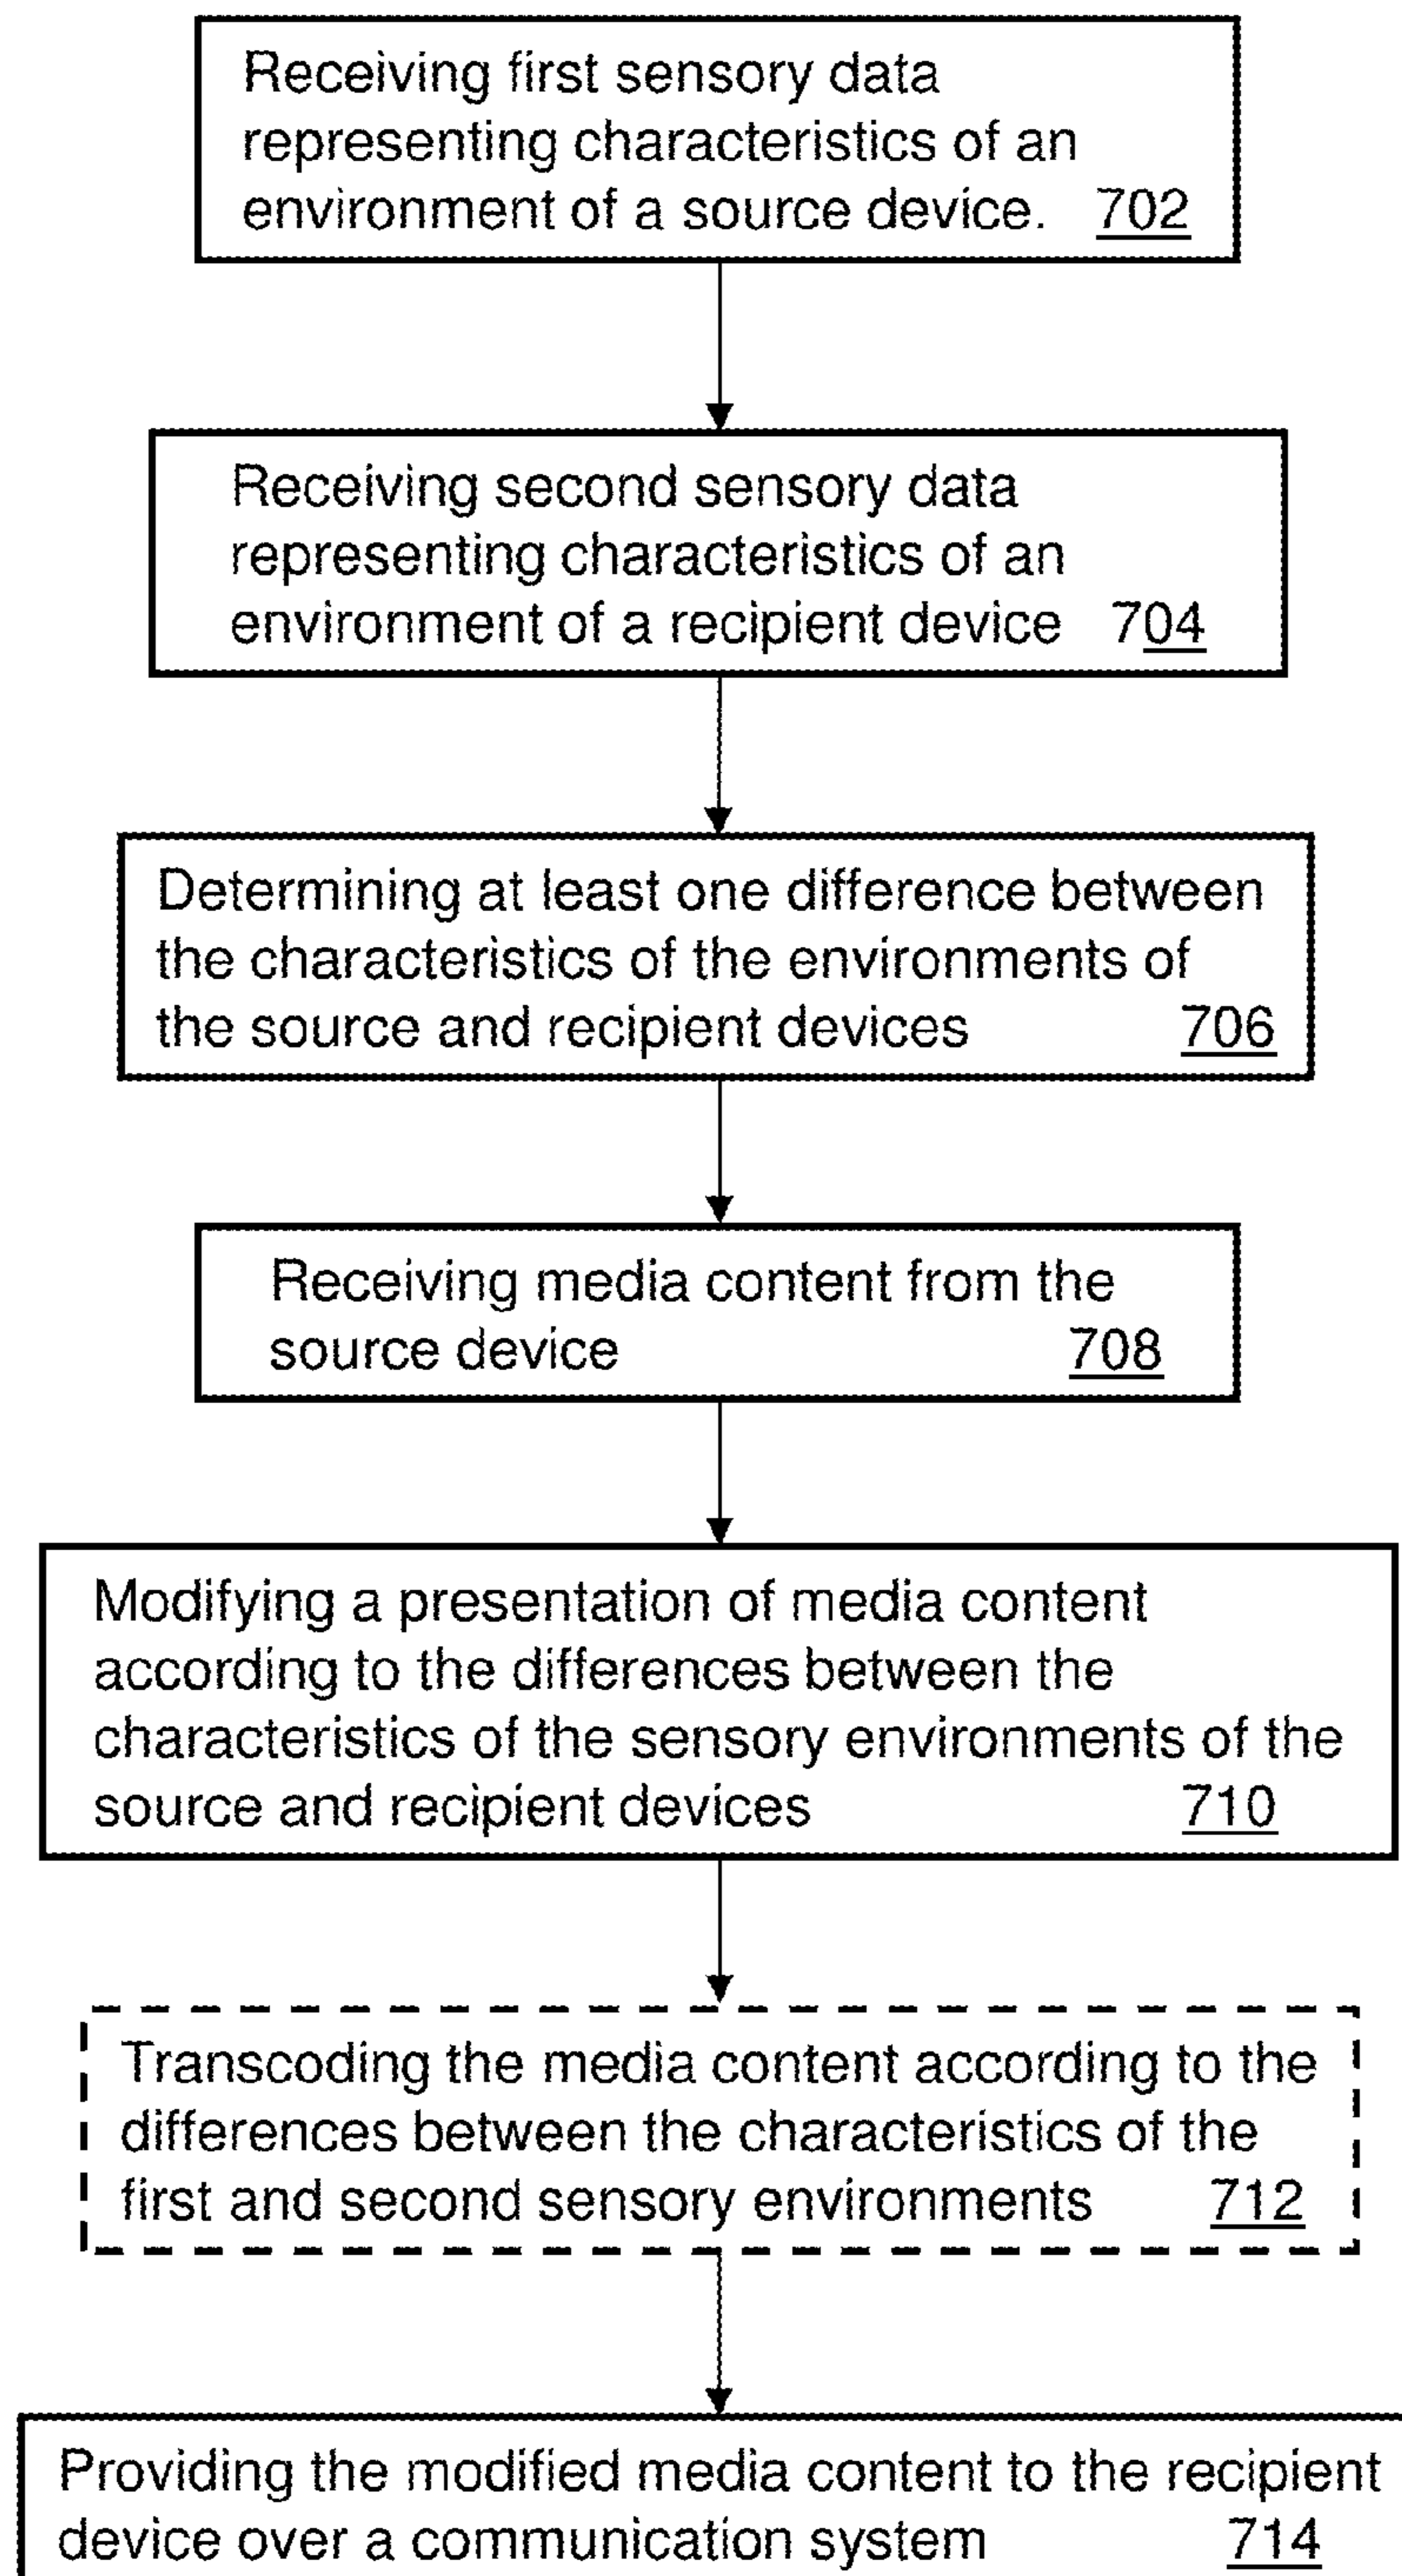 Receiving first sensory data
representing characteristics of an
environment of a source device. 702
Receiving second sensory data
representing characteristics of an
environment of a recipient device 704
Determining at least one difference between
the characteristics of the environments of
the source and recipient devices 706
Receiving media content from the
source device 708
Modifying a presentation of media content
according to the differences between the
characteristics of the sensory environments of the
source and recipient devices 710
Transcoding the media content according to the
differences between the characteristics of the
first and second sensory environments 712
Providing the modified media content to the recipient
device over a communication system 714